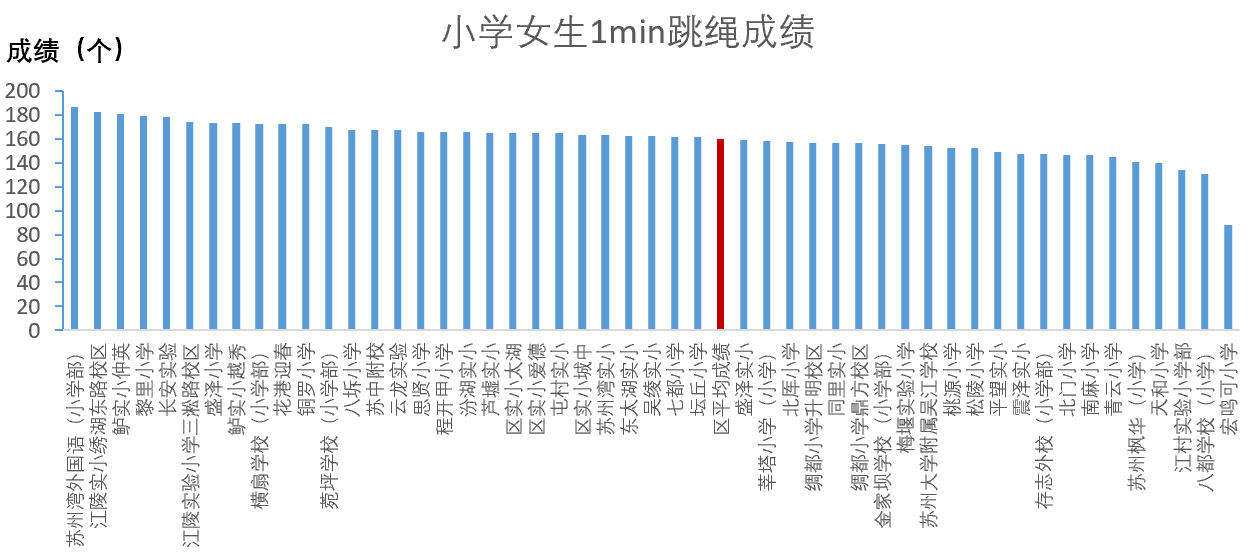 小学女生1min跳绳成绩
成绩（个）
200
180
160
140
120
100
80
60
40
20
0
苏州湾外国语（小学部）
江陵实小绣湖东路校区
鲈实小仲英
黎里小学
长安实验
江陵实验小学三淞路校区
盛泽小学
鲈实小越秀
横扇学校（小学部）
花港迎春
铜罗小学
菀坪学校（小学部）
八坼小学
苏中附校
云龙实验
思贤小学
程开甲小学
汾湖实小
芦墟实小
区实小太湖
区实小爱德
屯村实小
区实小城中
苏州湾实小
东太湖实小
吴绫实小
七都小学
坛丘小学
区平均成绩
盛泽实小
莘塔小学（小学）
北厍小学
绸都小学升明校区
同里实小
绸都小学鼎方校区
金家坝学校（小学部）
梅堰实验小学
苏州大学附属吴江学校
桃源小学
松陵小学
平望实小
震泽实小
存志外校（小学部）
北门小学
南麻小学
青云小学
苏州枫华（小学）
天和小学
江村实验小学部
八都学校（小学）
宏鸣可小学